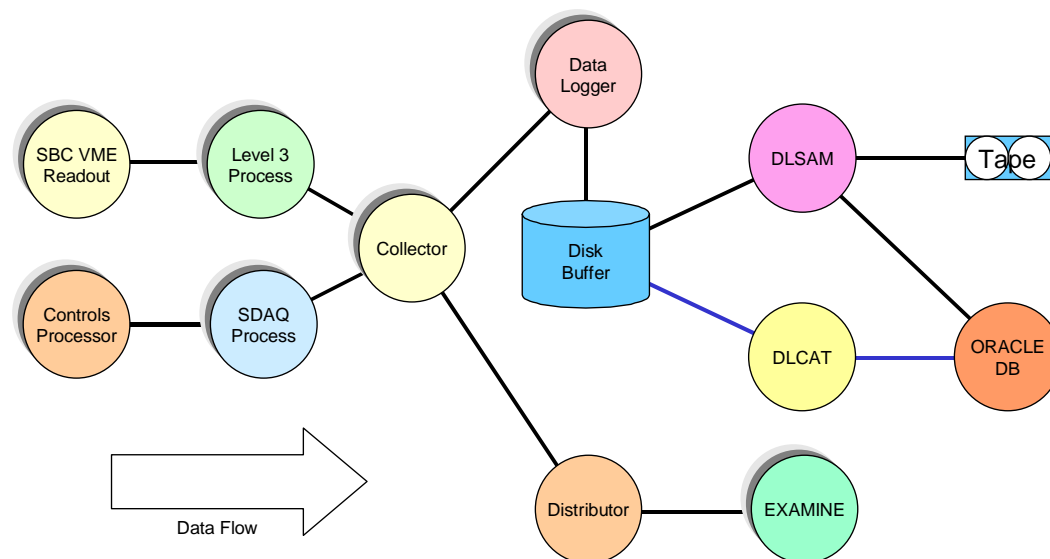 Data
Logger
SBC VME
Readout
Level 3
Process
DLSAM
Tape
Collector
Disk
Buffer
Controls
Processor
SDAQ
Process
DLCAT
ORACLE
DB
Distributor
EXAMINE
Data Flow